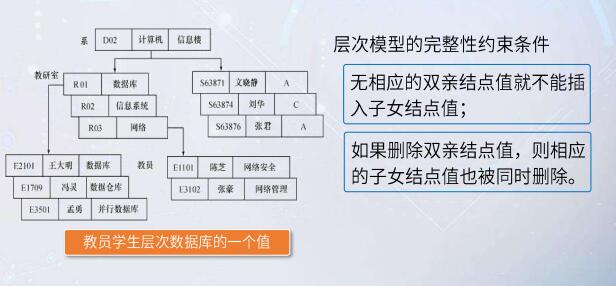 系 D02 计算机 信息楼
层次模型的完整性约束条件
教研室 R01 数据库
R02 信息系统
R03 网络
S63871 文晓静 A
S63874 刘华 C
S63876 张君 A
无相应的双亲结点值就不能插
入子女结点值；
如果删除双亲结点值，则相应
的子女结点值也被同时删除。
教员
E2101 王大明 数据库
E1709 冯灵 数据仓库
E3501 孟勇 并行数据库
E1101 陈芝 网络安全
E3102 张豪 网络管理
教员学生层次数据库的一个值